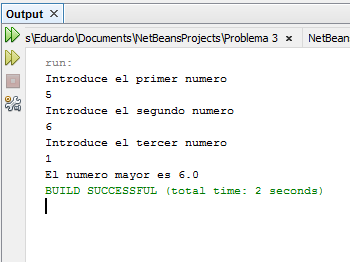 Output ×
s\Eduardo\Documents\NetBeansProjects\Problema 3 × NetBean
run:
Introduce el primer numero
5
Introduce el segundo numero
6
Introduce el tercer numero
1
El numero mayor es 6.0
BUILD SUCCESSFUL (total time: 2 seconds)